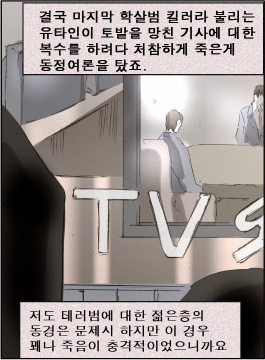 결국 마지막 학살범 킬러라 불리는
유타인이 토발을 망친 기사에 대한
복수를 하려다 처참하게 죽은게
동정여론을 탔죠.
TV
저도 테러범에 대한 젊은층의
동경은 문제시 하지만 이 경우
꽤나 죽음이 충격적이었으니까요